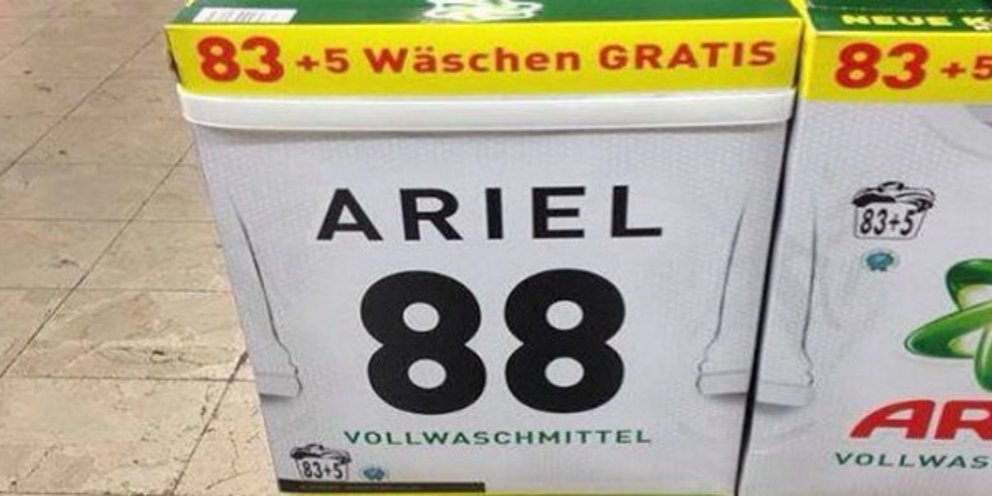 83 +5 Wäschen GRATIS
ARIEL
88
VOLLWASCHMITTEL
83+5
NEUE
83 +5
83+5
AR
VOLLWAS